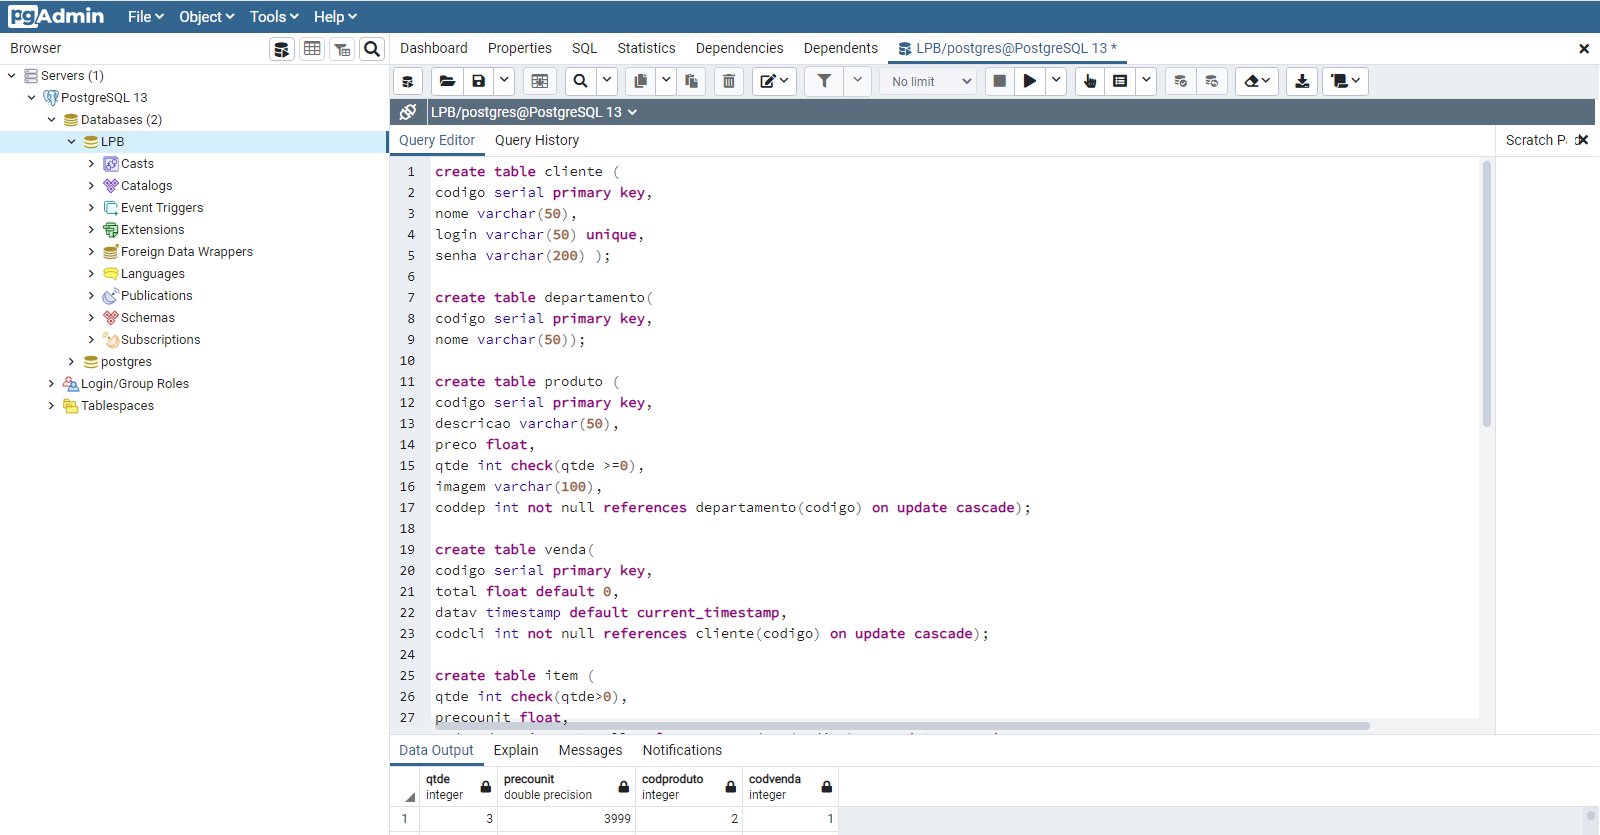 pgAdmin File Object Tools Help
Browser
Dashboard Properties SQL Statistics Dependencies Dependents LPB/postgres@PostgreSQL 13 *
Servers (1)
PostgreSQL 13
Databases (2)
LPB
Casts
Catalogs
Event Triggers
Extensions
Foreign Data Wrappers
Languages
Publications
Schemas
Subscriptions
postgres
Login/Group Roles
Tablespaces
No limit
LPB/postgres@PostgreSQL 13
Query Editor Query History
Scratch
1 create table cliente (
2 codigo serial primary key,
3 nome varchar(50),
4 login varchar(50) unique,
5 senha varchar(200) );
6
7 create table departamento(
8 codigo serial primary key,
9 nome varchar(50));
10
11 create table produto (
12 codigo serial primary key,
13 descricao varchar(50),
14 preco float,
15 qtde int check(qtde >=0),
16 imagem varchar(100),
17 coddep int not null references departamento(codigo) on update cascade);
18
19 create table venda(
20 codigo serial primary key,
21 total float default 0,
22 datav timestamp default current_timestamp,
23 codcli int not null references cliente(codigo) on update cascade);
24
25 create table item (
26 qtde int check(qtde>0),
27 precounit float,
Data Output Explain Messages Notifications
qtde precounit codproduto codvenda
integer double precision integer integer
1 3 3999 2 1